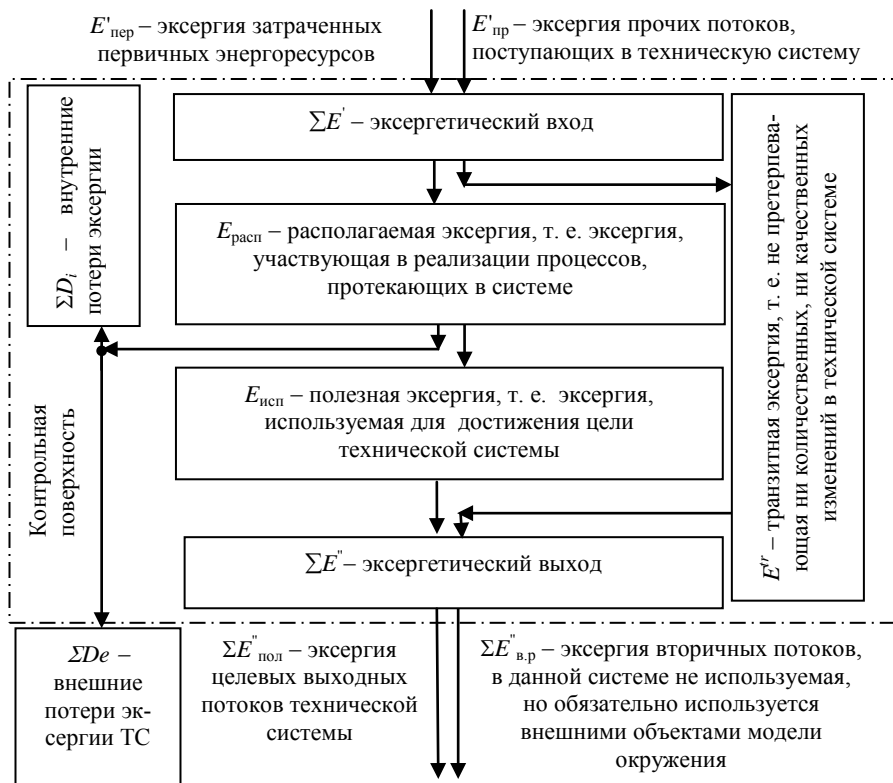 E'пер – эксергия затраченных
первичных энергоресурсов
E'пр – эксергия прочих потоков,
поступающих в техническую систему
ΣDi – внутренние
потери эксергии
∑E' – эксергетический вход
Eрасп – располагаемая эксергия, т. е. эксергия,
участвующая в реализации процессов,
протекающих в системе
Eисп – полезная эксергия, т. е. эксергия,
используемая для достижения цели
технической системы
∑E" – эксергетический выход
Etr – транзитная эксергия, т. е. не претерпева-
ющая ни количественных, ни качественных
изменений в технической системе
Контрольная
поверхность
ΣDe –
внешние
потери эк-
сергии ТС
ΣE"пол – эксергия
целевых выходных
потоков технической
системы
ΣE"в.р – эксергия вторичных потоков,
в данной системе не используемая,
но обязательно используется
внешними объектами модели
окружения